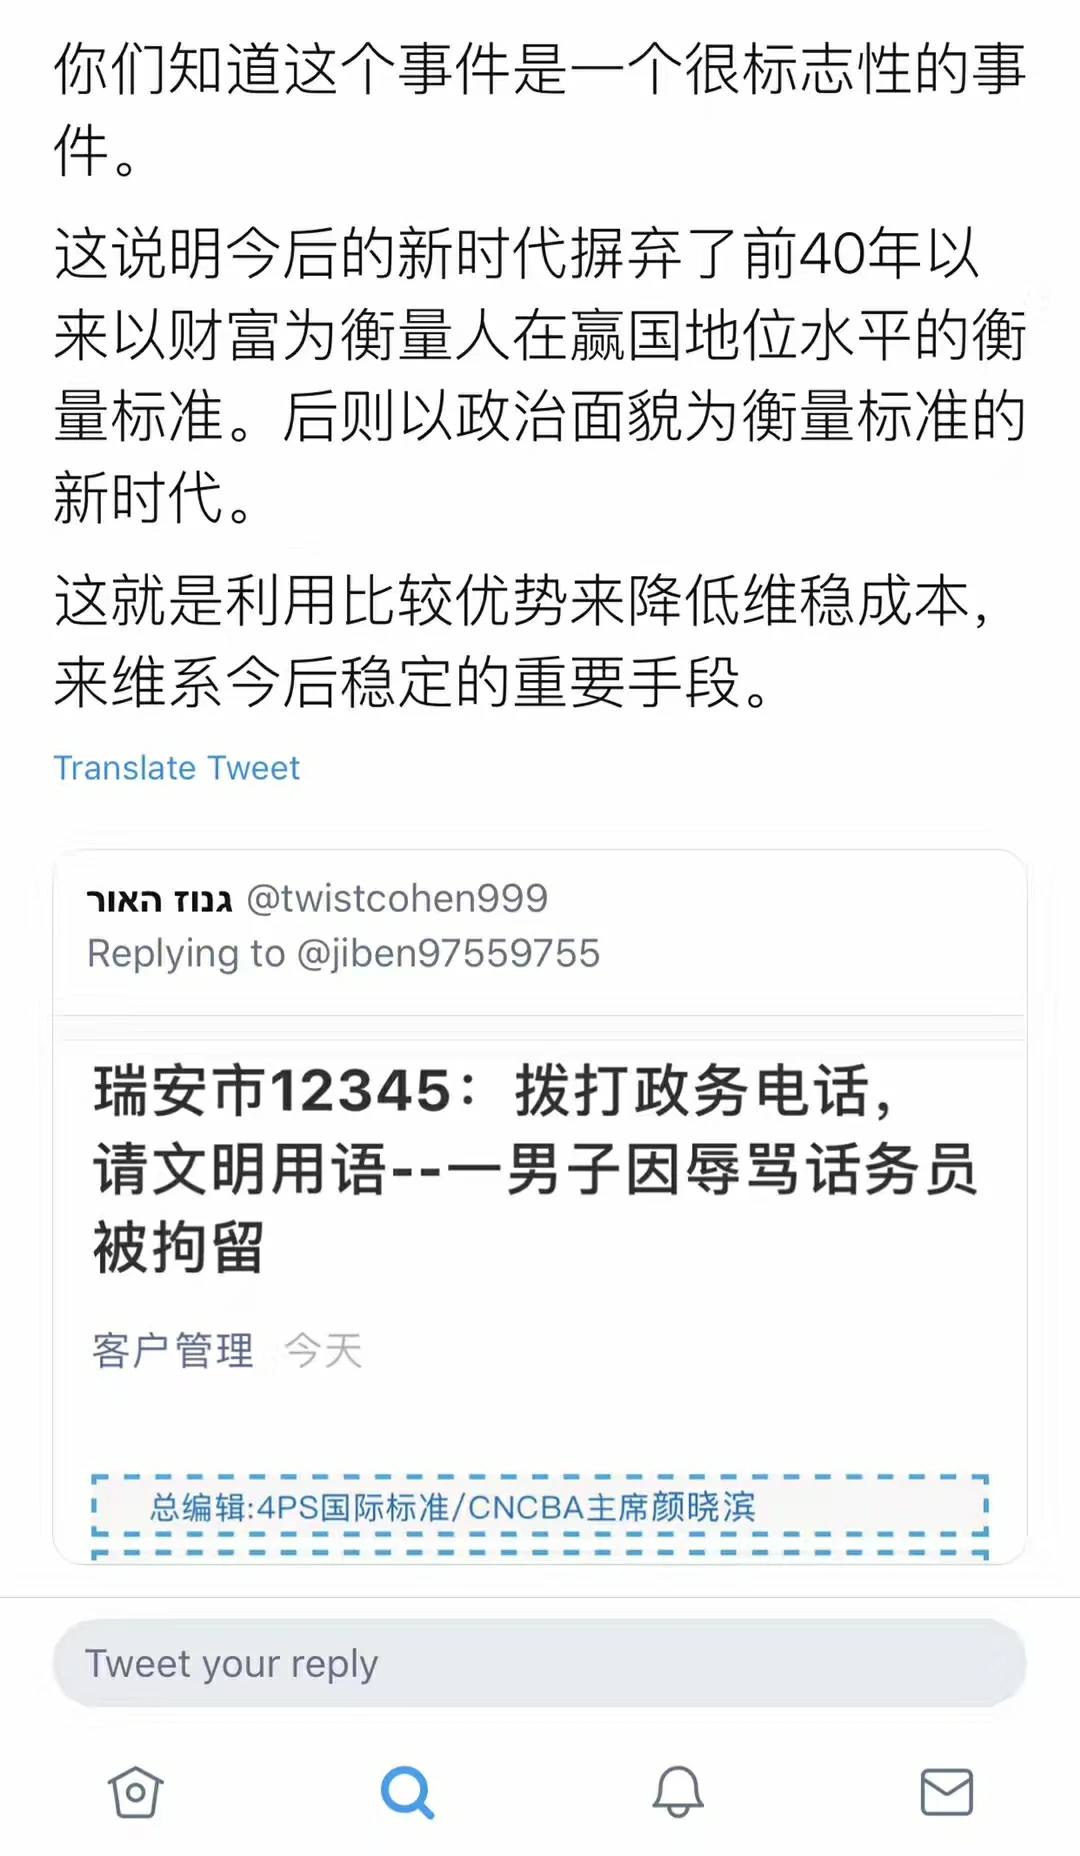 你们知道这个事件是一个很标志性的事
件。
这说明今后的新时代摒弃了前40年以
来以财富为衡量人在赢国地位水平的衡
量标准。后则以政治面貌为衡量标准的
新时代。
这就是利用比较优势来降低维稳成本，
来维系今后稳定的重要手段。
Translate Tweet
גנוז האור @twistcohen999
Replying to @jiben97559755
瑞安市12345：拨打政务电话，
请文明用语--一男子因辱骂话务员
被拘留
客户管理 今天
总编辑:4PS国际标准/CNCBA主席颜晓滨
Tweet your reply